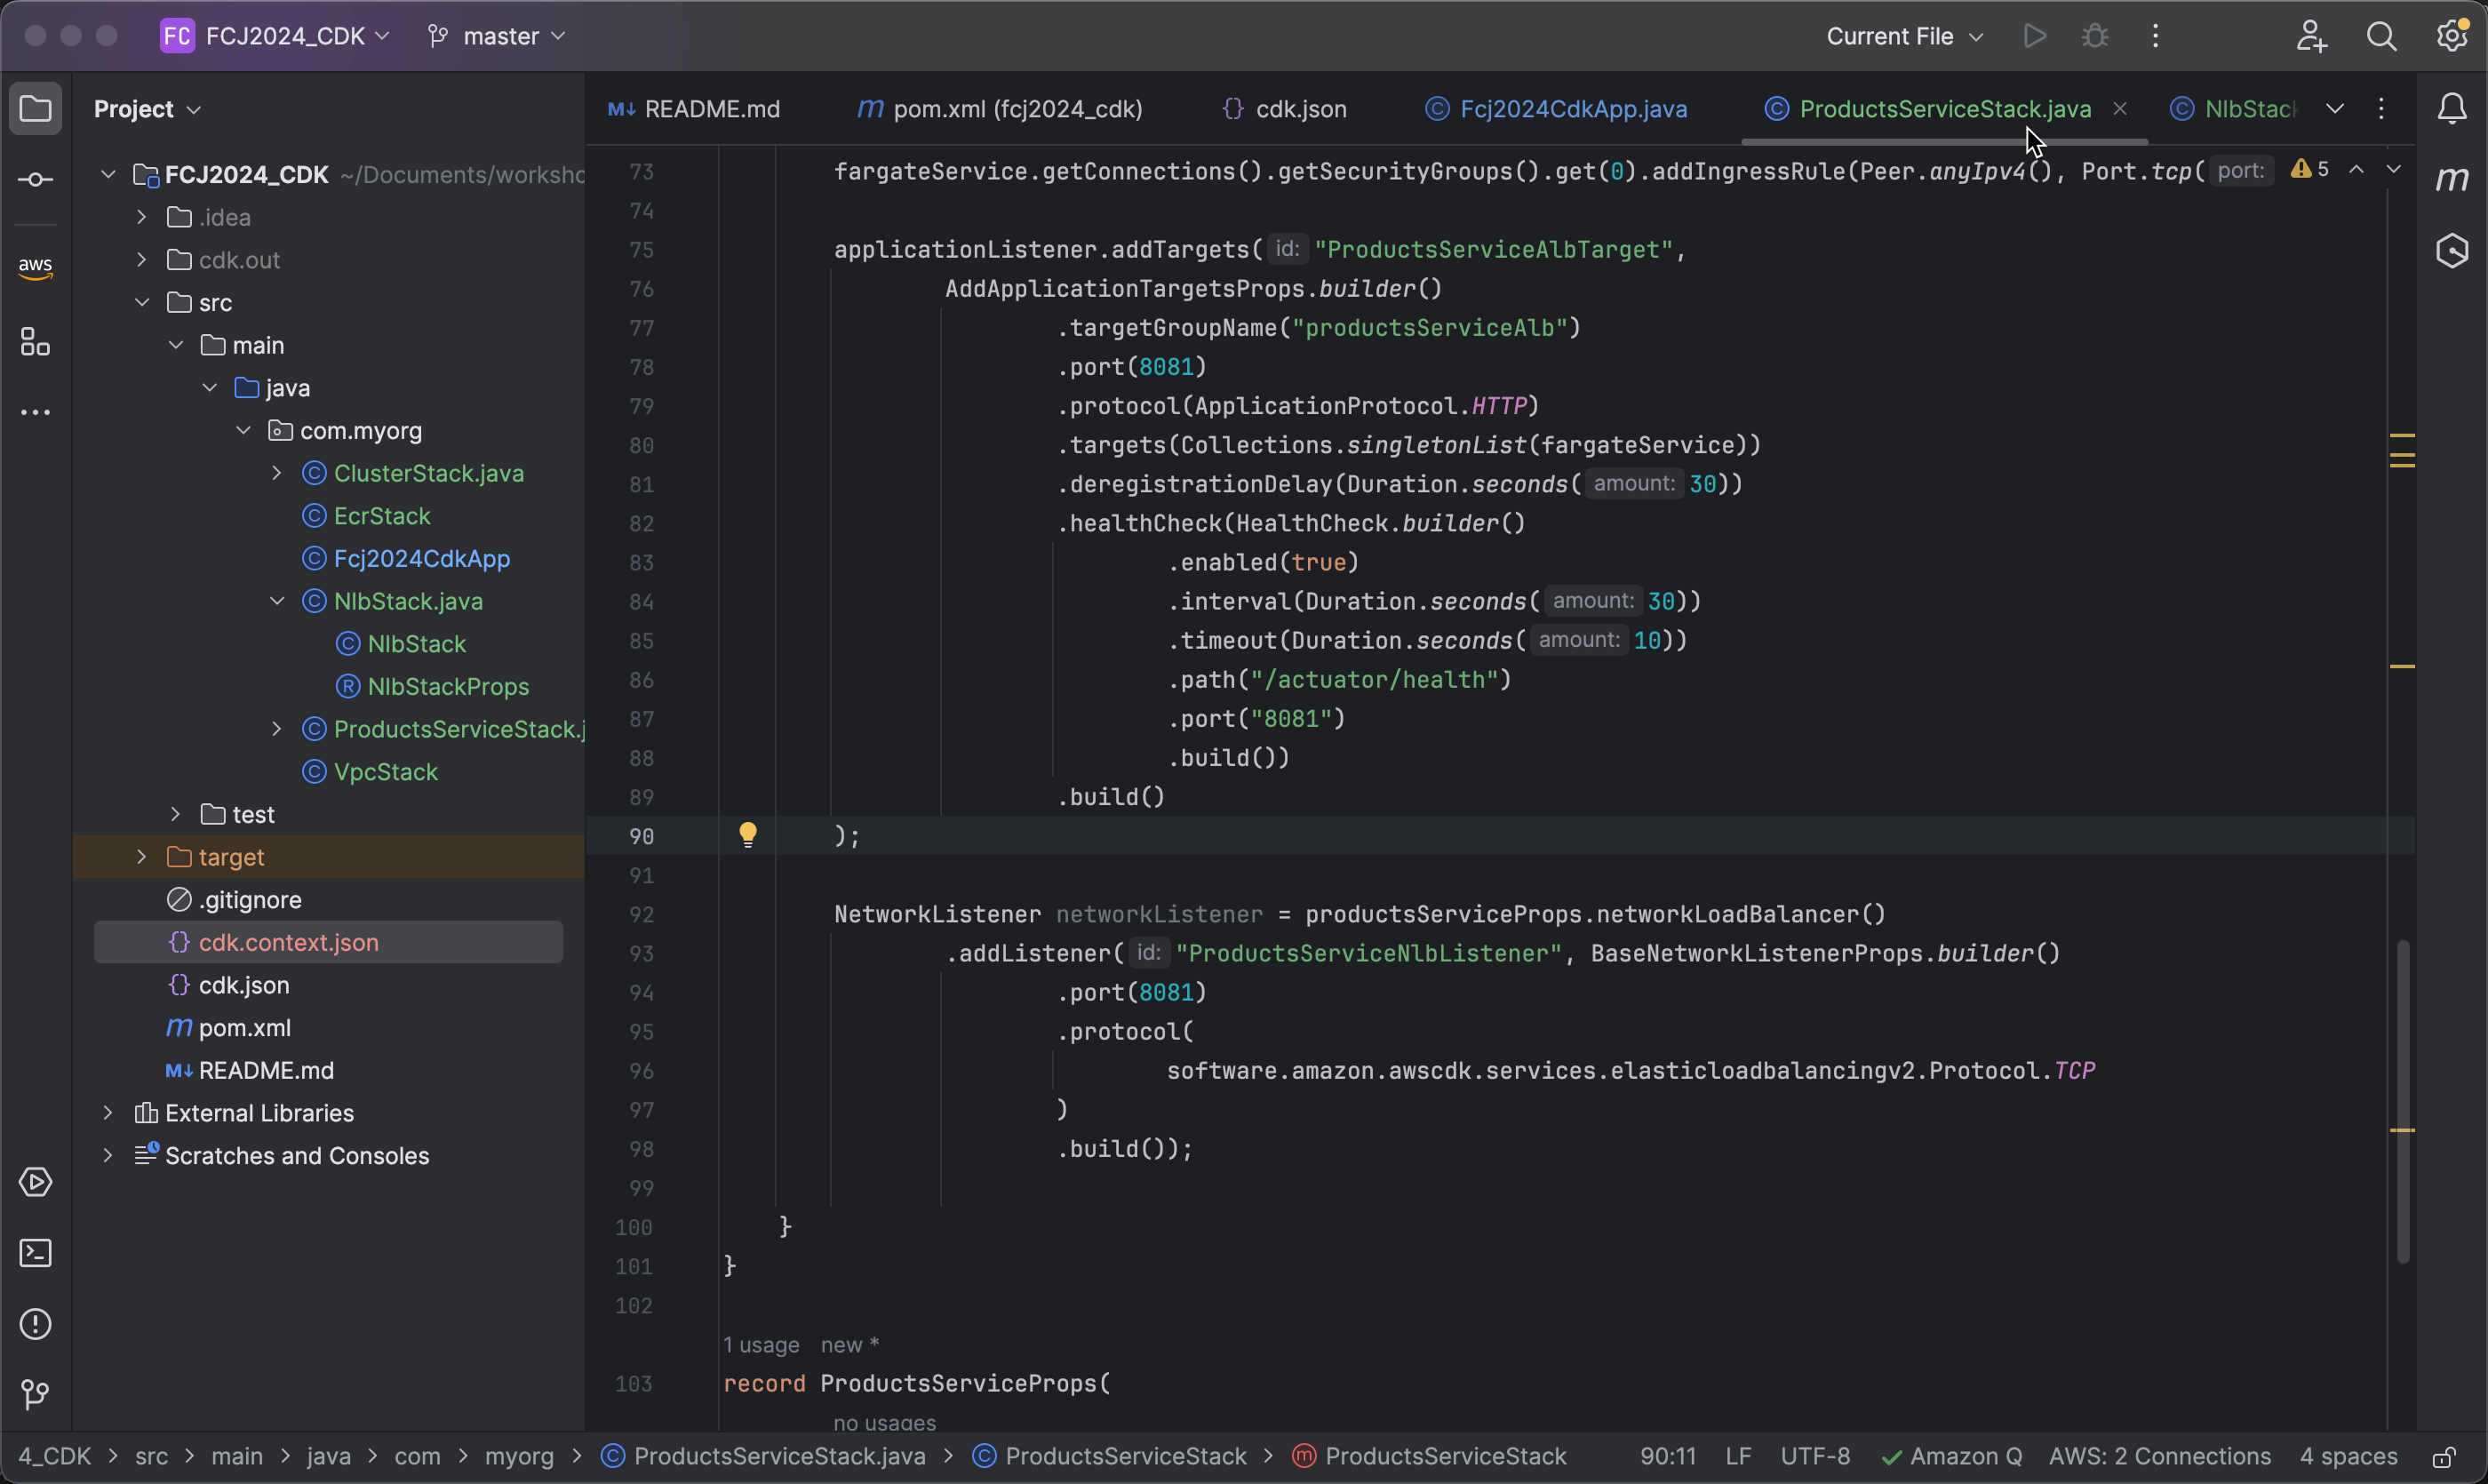 FC FCJ2024_CDK master Current File
Project
README.md pom.xml (fcj2024_cdk) cdk.json Fcj2024CdkApp.java ProductsServiceStack.java NlbStack
FCJ2024_CDK ~/Documents/worksho
.idea
cdk.out
aws
src
main
java
com.myorg
ClusterStack.java
EcrStack
Fcj2024CdkApp
NlbStack.java
NlbStack
NlbStackProps
ProductsServiceStack.j
VpcStack
test
target
.gitignore
cdk.context.json
cdk.json
pom.xml
README.md
External Libraries
Scratches and Consoles
73 fargateService.getConnections().getSecurityGroups().get(0).addIngressRule(Peer.anyIpv4(), Port.tcp( port: 5
74
75 applicationListener.addTargets( id: "ProductsServiceAlbTarget",
76 AddApplicationTargetsProps.builder()
77 .targetGroupName("productsServiceAlb")
78 .port(8081)
79 .protocol(ApplicationProtocol.HTTP)
80 .targets(Collections.singletonList(fargateService))
81 .deregistrationDelay(Duration.seconds( amount: 30))
82 .healthCheck(HealthCheck.builder()
83 .enabled(true)
84 .interval(Duration.seconds( amount: 30))
85 .timeout(Duration.seconds( amount: 10))
86 .path("/actuator/health")
87 .port("8081")
88 .build())
89 .build()
90 );
91
92 NetworkListener networkListener = productsServiceProps.networkLoadBalancer()
93 .addListener( id: "ProductsServiceNlbListener", BaseNetworkListenerProps.builder()
94 .port(8081)
95 .protocol(
96 software.amazon.awscdk.services.elasticloadbalancingv2.Protocol.TCP
97 )
98 .build());
99
100 }
101 }
102
1 usage new *
103 record ProductsServiceProps(
no usages
4_CDK > src > main > java > com > myorg > ProductsServiceStack.java > ProductsServiceStack > ProductsServiceStack 90:11 LF UTF-8 Amazon Q AWS: 2 Connections 4 spaces